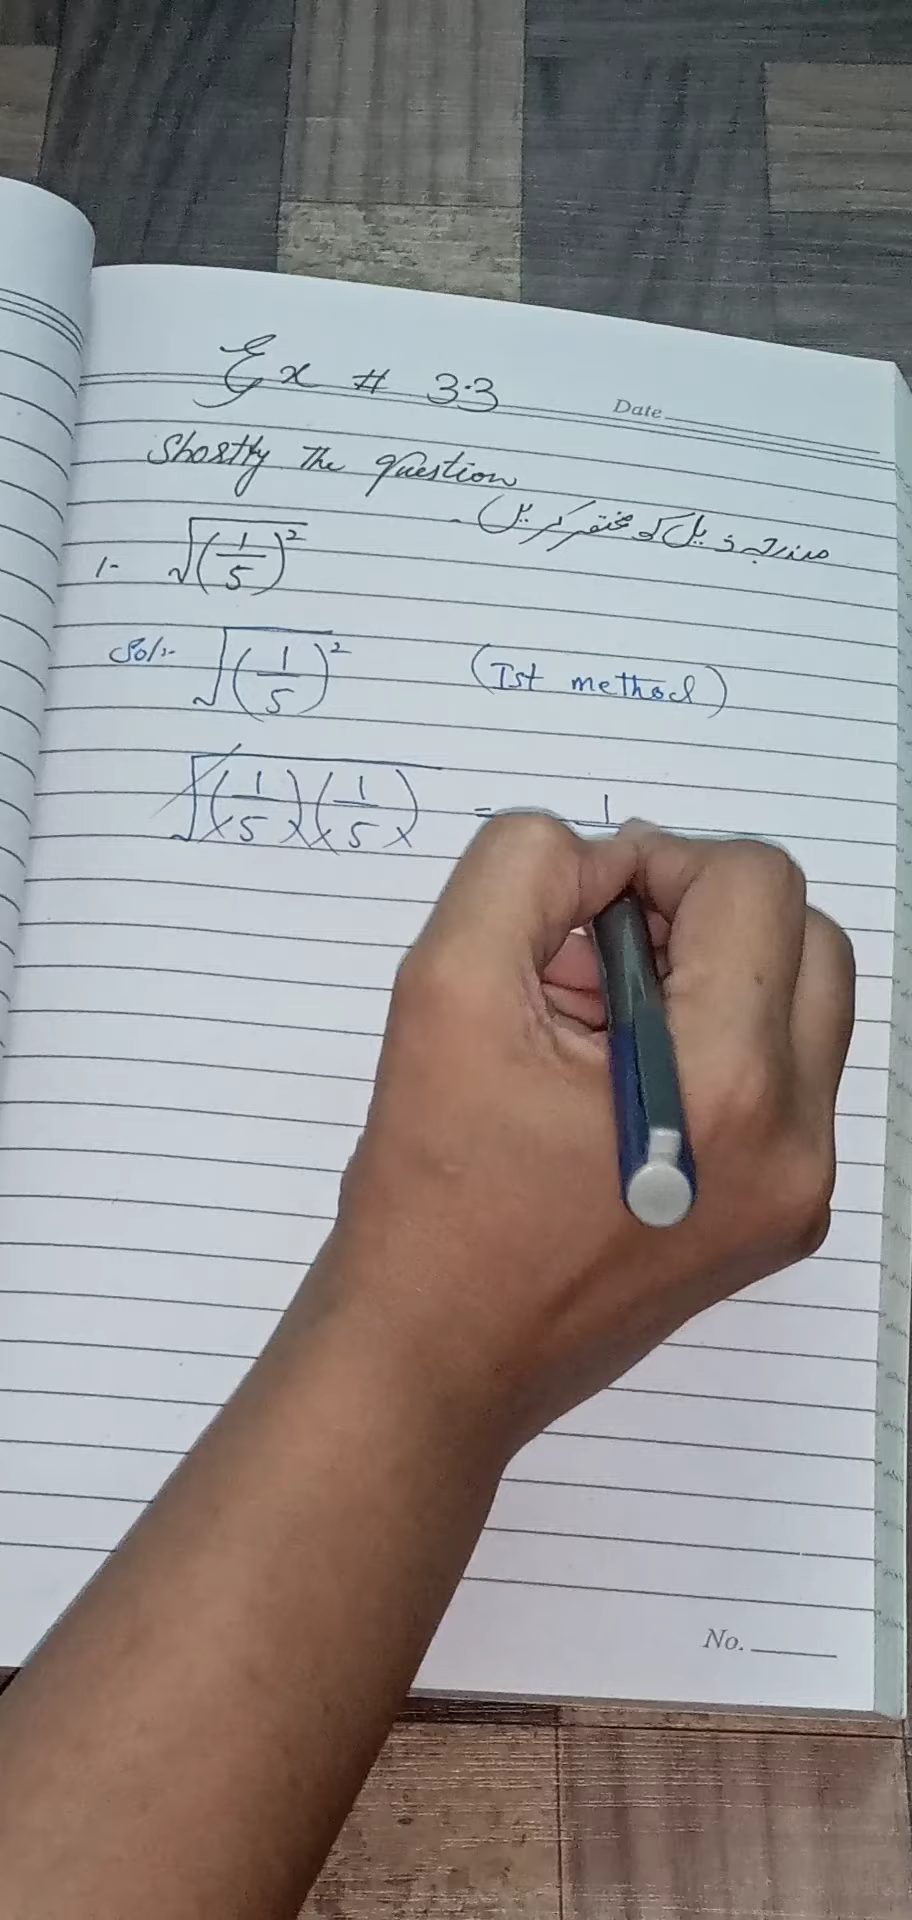 Ex # 3.3
Date
Shortly The question
مندرجہ ذیل کو مختصر کریں۔
1- √(1/5)²
Sol:- √(1/5)² (Ist method)
√(1/5)(1/5) = 1
No.